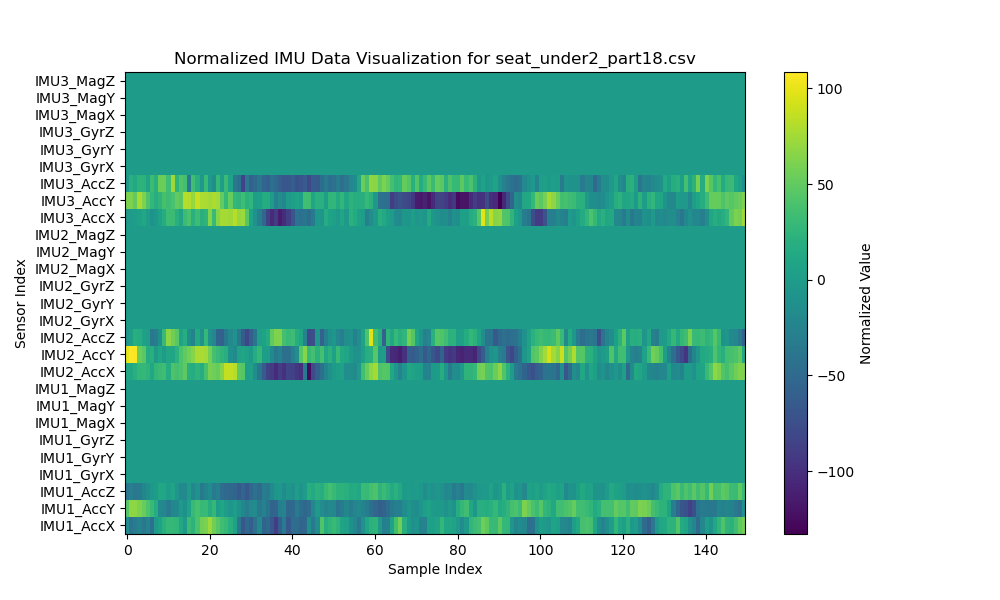 Normalized IMU Data Visualization for seat_under2_part18.csv
IMU3_MagZ
IMU3_MagY
IMU3_MagX
IMU3_GyrZ
IMU3_GyrY
IMU3_GyrX
IMU3_AccZ
IMU3_AccY
IMU3_AccX
IMU2_MagZ
IMU2_MagY
IMU2_MagX
IMU2_GyrZ
IMU2_GyrY
IMU2_GyrX
IMU2_AccZ
IMU2_AccY
IMU2_AccX
IMU1_MagZ
IMU1_MagY
IMU1_MagX
IMU1_GyrZ
IMU1_GyrY
IMU1_GyrX
IMU1_AccZ
IMU1_AccY
IMU1_AccX
Sensor Index
0 20 40 60 80 100 120 140
Sample Index
100
50
0
−50
−100
Normalized Value